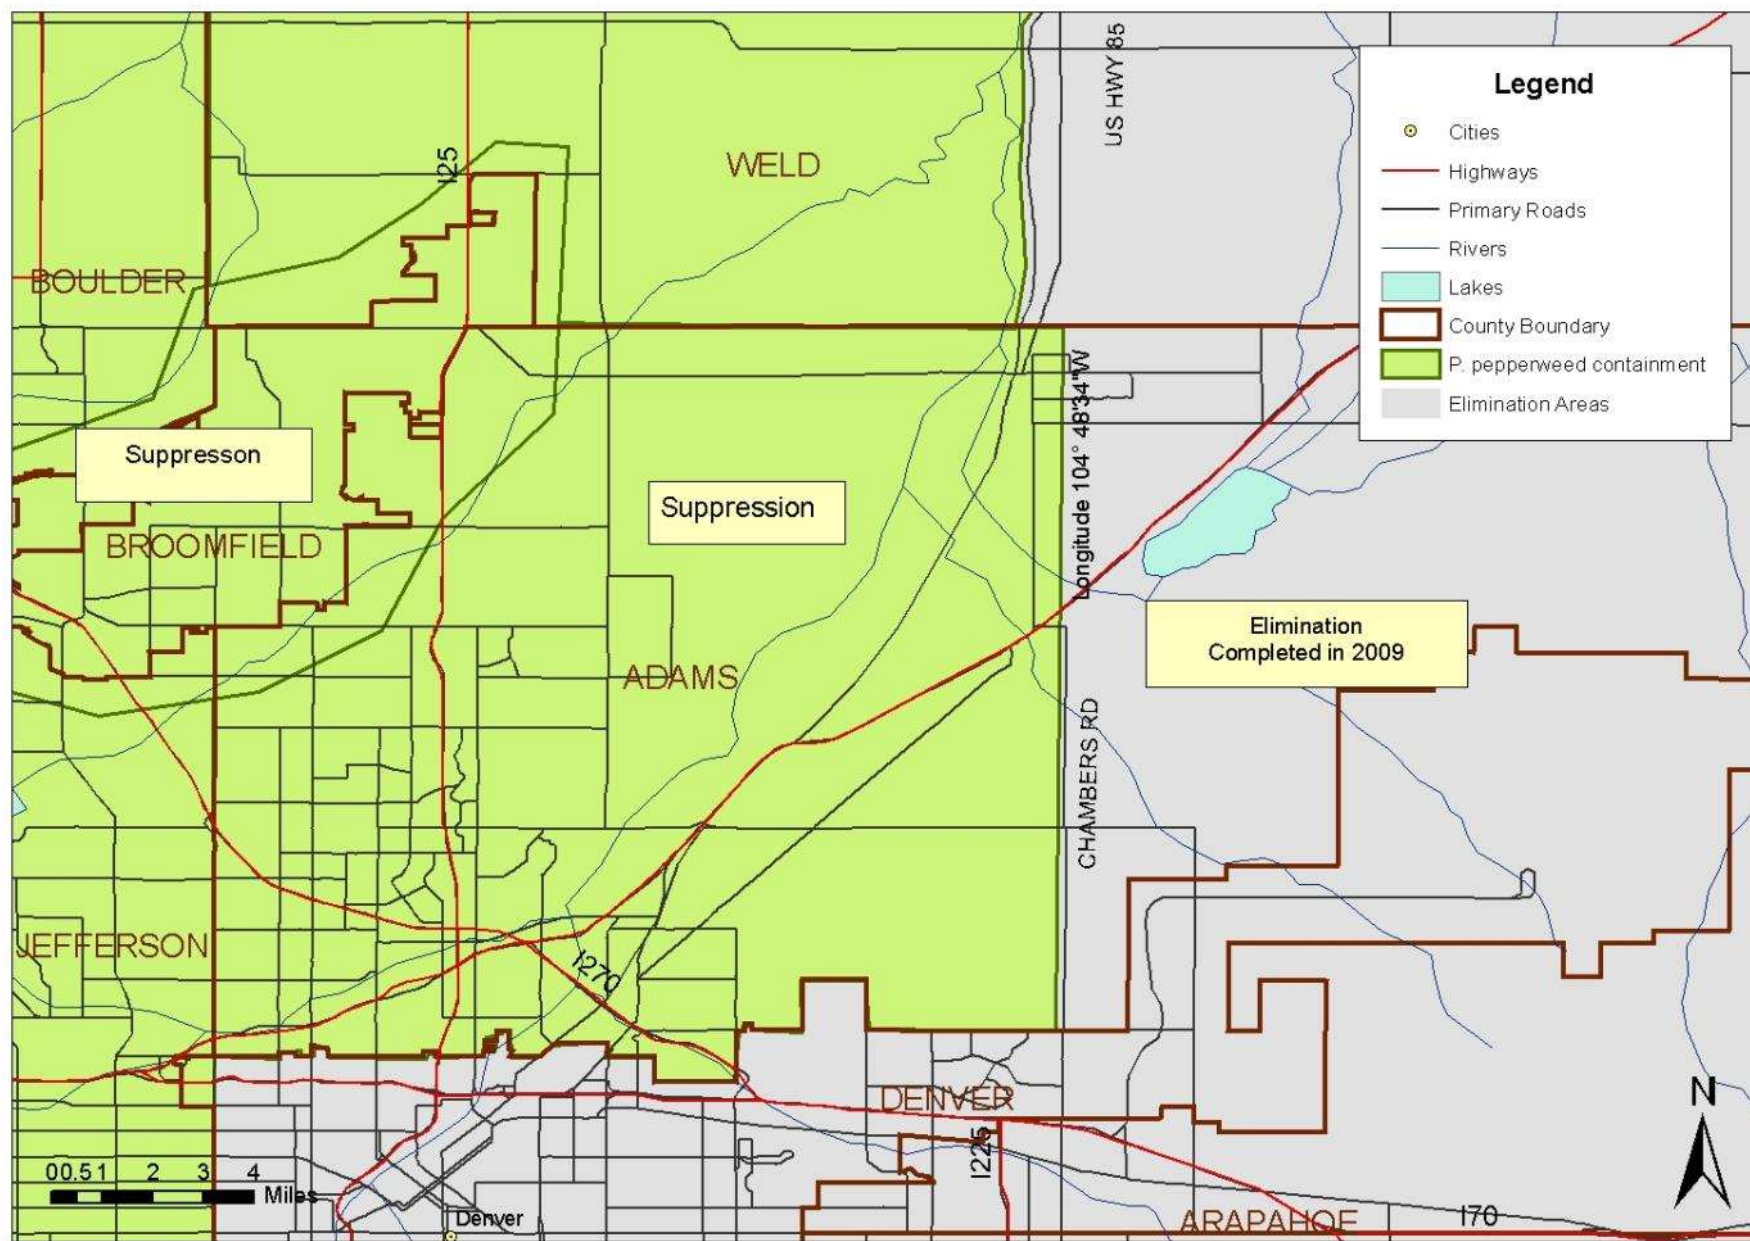 US HWY 85
Legend
Cities
Highways
Primary Roads
Rivers
Lakes
County Boundary
P. pepperweed containment
Elimination Areas
I25
WELD
BOULDER
Longitude 104° 48'34"W
Suppresson
Suppression
BROOMFIELD
Elimination
Completed in 2009
ADAMS
CHAMBERS RD
JEFFERSON
I270
DENVER
N
I225
00.51 2 3 4
Miles
Denver
ARAPAHOE
I70